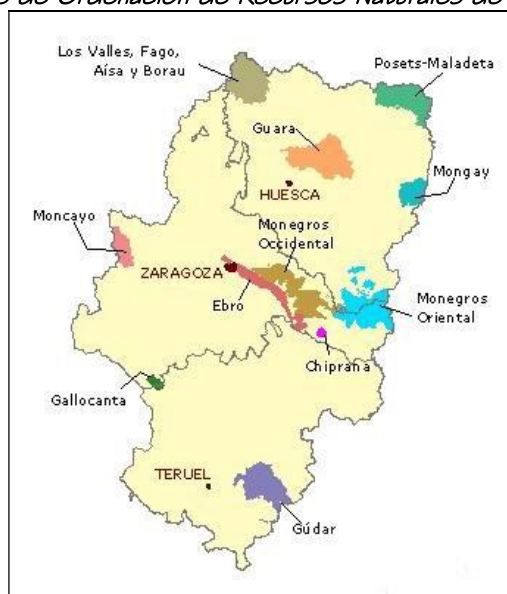 de Ordenación de Recursos Naturales de
Los Valles, Fago,
Aísa y Borau
Posets-Maladeta
Guara
Mongay
HUESCA
Moncayo
Monegros
Occidental
ZARAGOZA
Ebro
Monegros
Oriental
Chiprana
Gallocanta
TERUEL
Gúdar